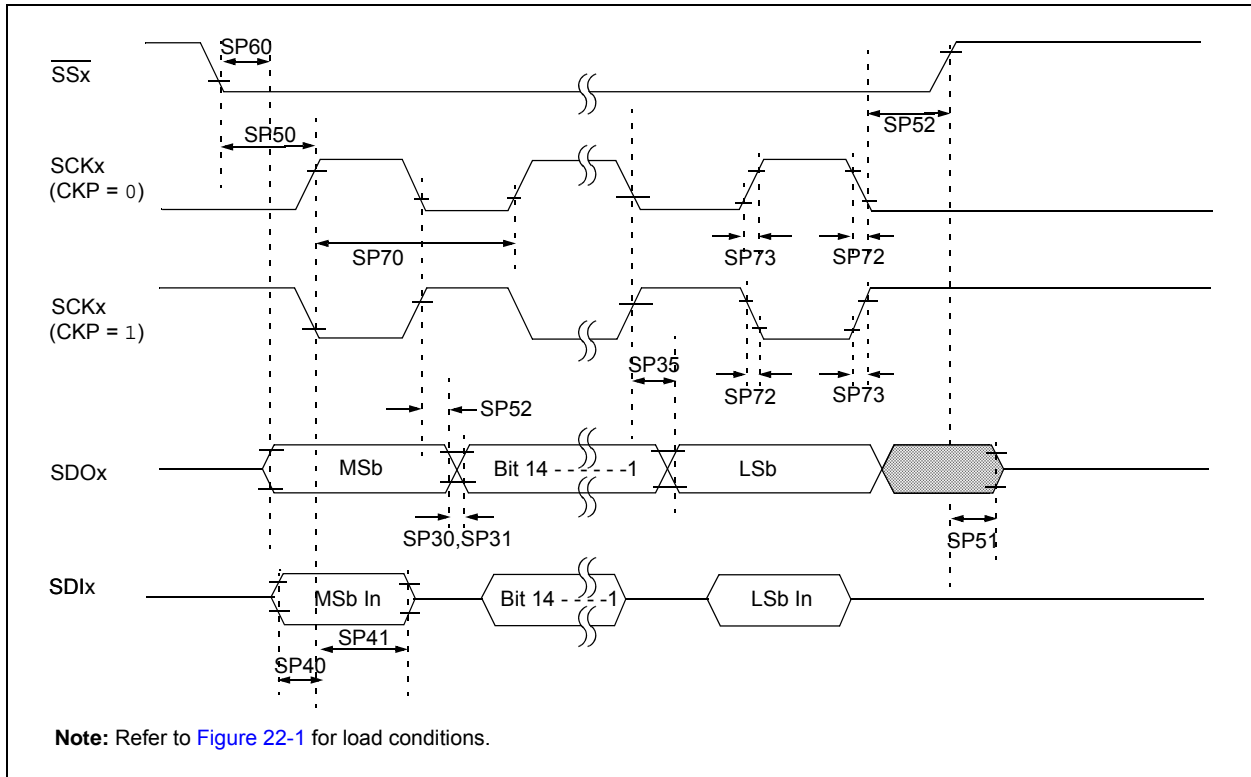 SP60
SSx
SP52
SP50
SCKx
(CKP = 0)
SP70
SP73
SP72
SCKx
(CKP = 1)
SP35
SP72
SP73
SP52
SDOx
MSb
Bit 14 - - - - - -1
LSb
SP30,SP31
SP51
SDIx
MSb In
Bit 14 - - - - -1
LSb In
SP41
SP40
Note: Refer to Figure 22-1 for load conditions.